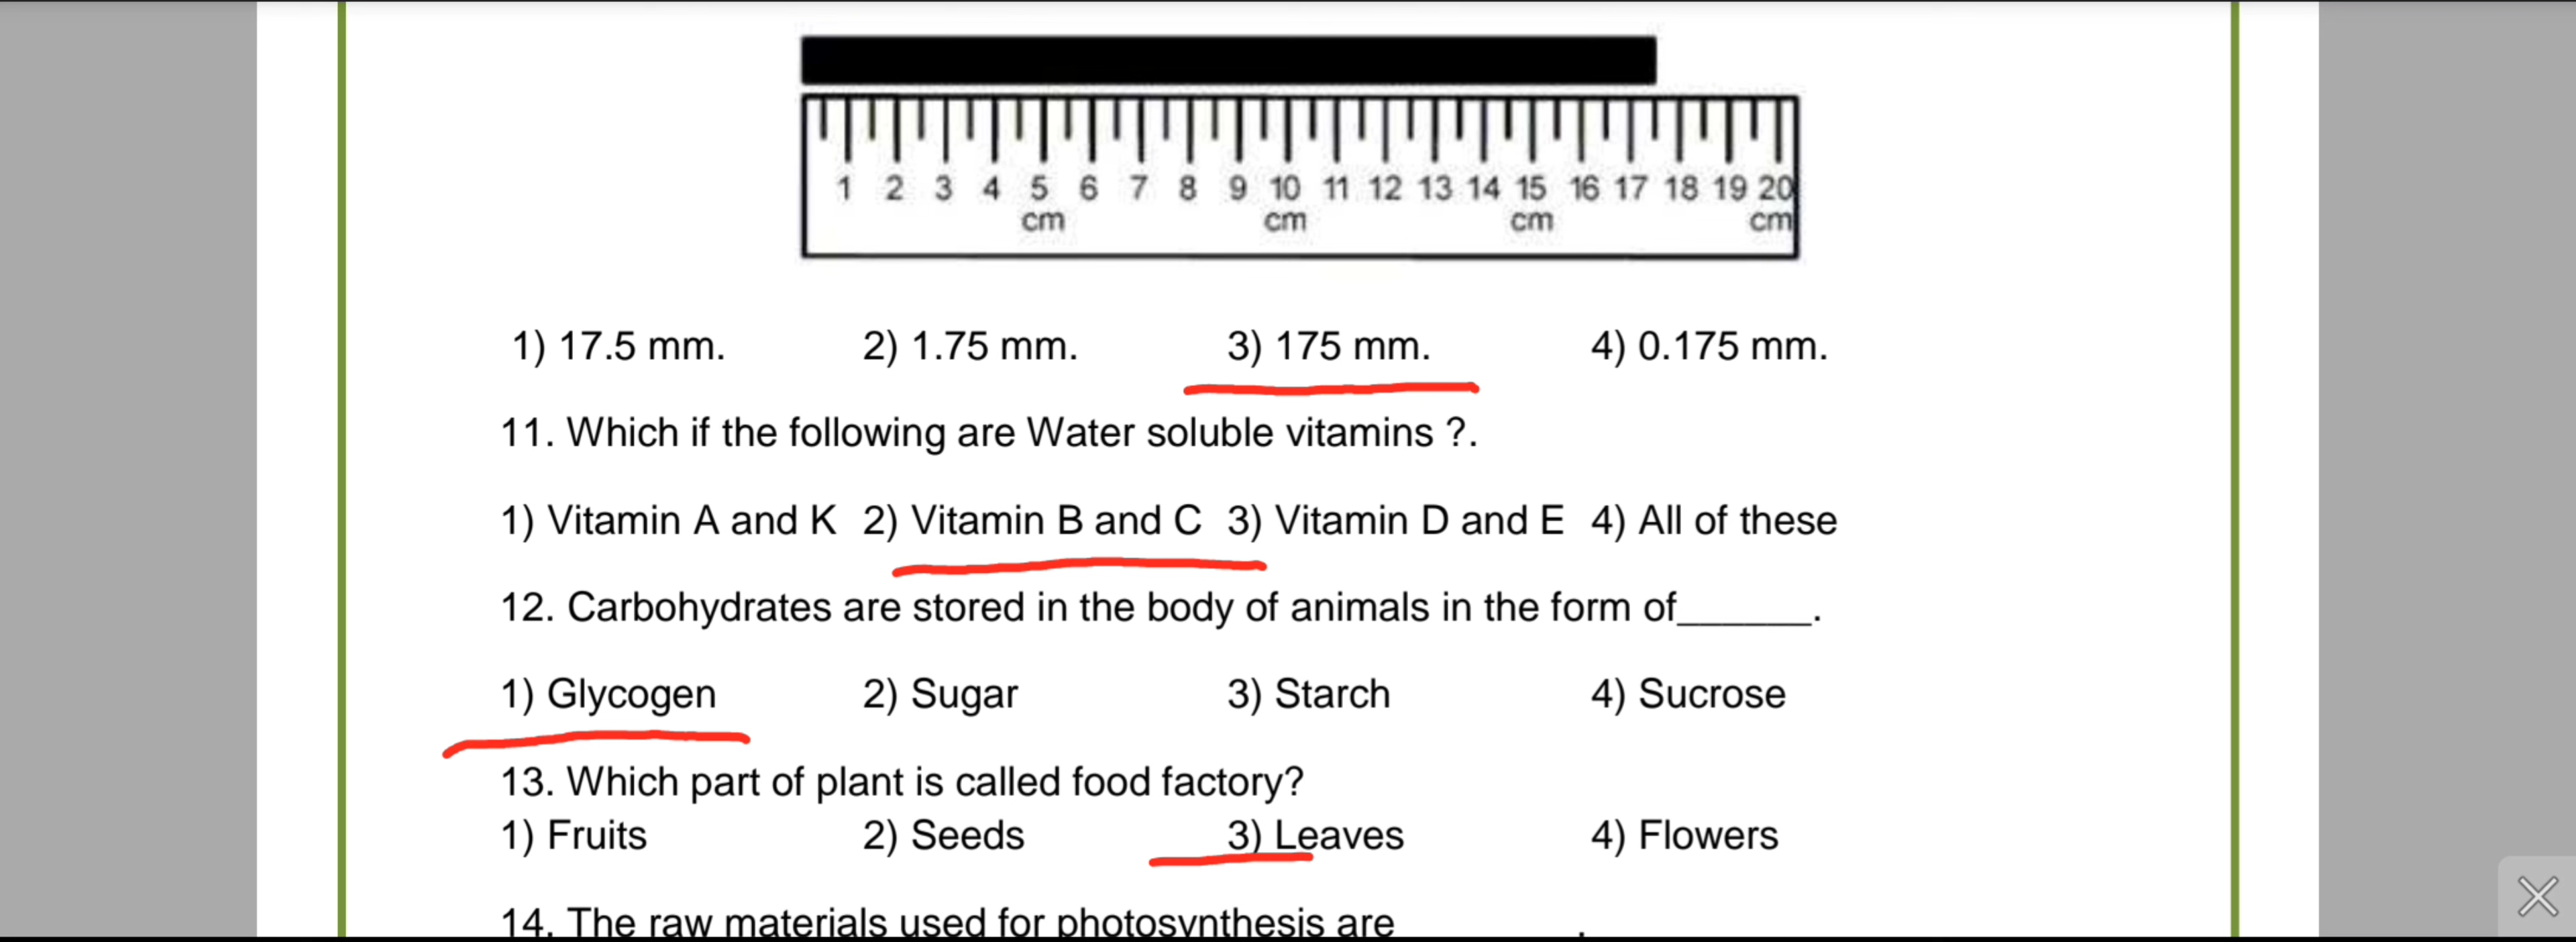 1 2 3 4 5 6 7 8 9 10 11 12 13 14 15 16 17 18 19 20
cm cm cm cm
1) 17.5 mm. 2) 1.75 mm. 3) 175 mm. 4) 0.175 mm.
11. Which if the following are Water soluble vitamins ?.
1) Vitamin A and K 2) Vitamin B and C 3) Vitamin D and E 4) All of these
12. Carbohydrates are stored in the body of animals in the form of______.
1) Glycogen 2) Sugar 3) Starch 4) Sucrose
13. Which part of plant is called food factory?
1) Fruits 2) Seeds 3) Leaves 4) Flowers
14. The raw materials used for photosynthesis are .